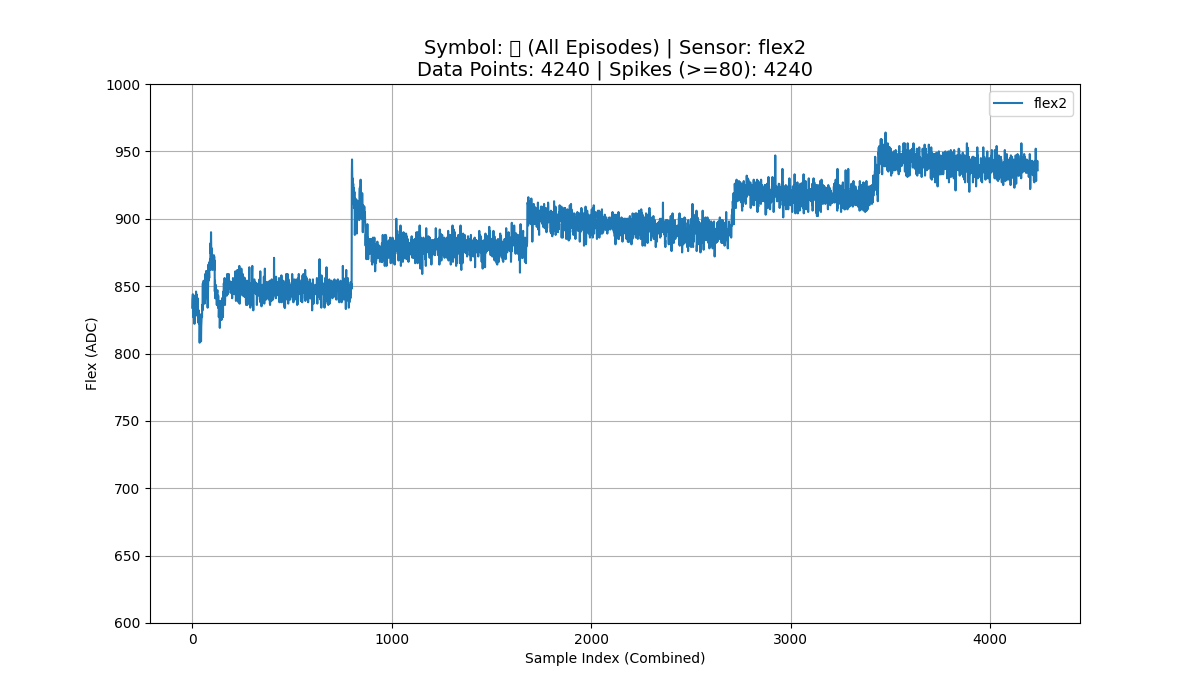 Symbol: (All Episodes) | Sensor: flex2
Data Points: 4240 | Spikes (>=80): 4240
flex2
Flex (ADC)
1000
950
900
850
800
750
700
650
600
0
1000
2000
3000
4000
Sample Index (Combined)